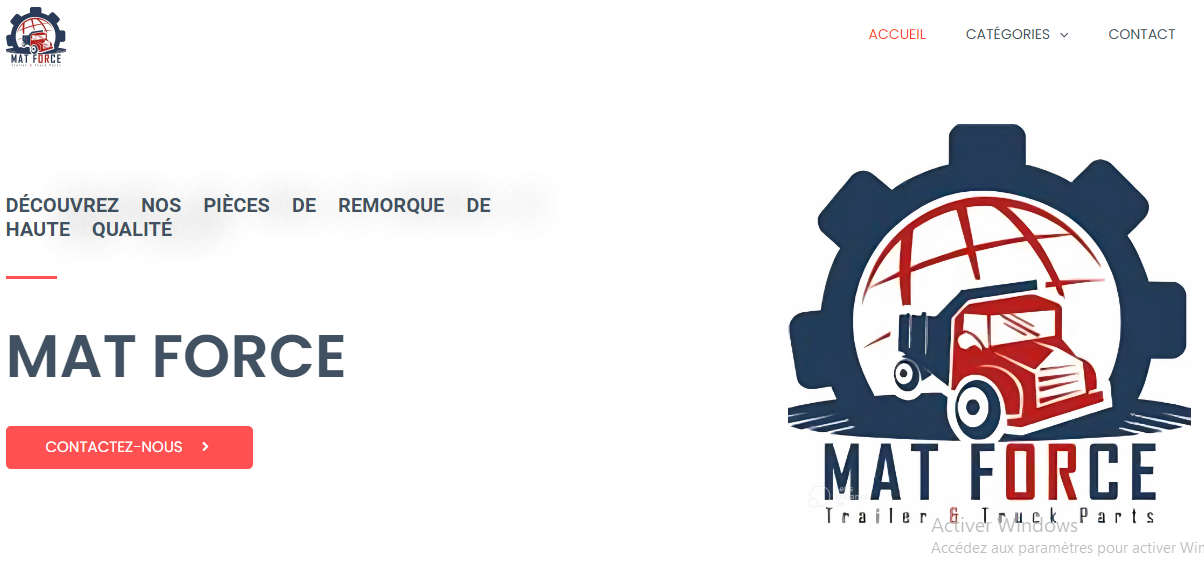 MAT FORCE
Trailer & Truck Parts
ACCUEIL CATÉGORIES CONTACT
DÉCOUVREZ NOS PIÈCES DE REMORQUE DE
HAUTE QUALITÉ
MAT FORCE
CONTACTEZ-NOUS
MAT FORCE
Trailer & Truck Parts
Activer Windows
Accédez aux paramètres pour activer Win